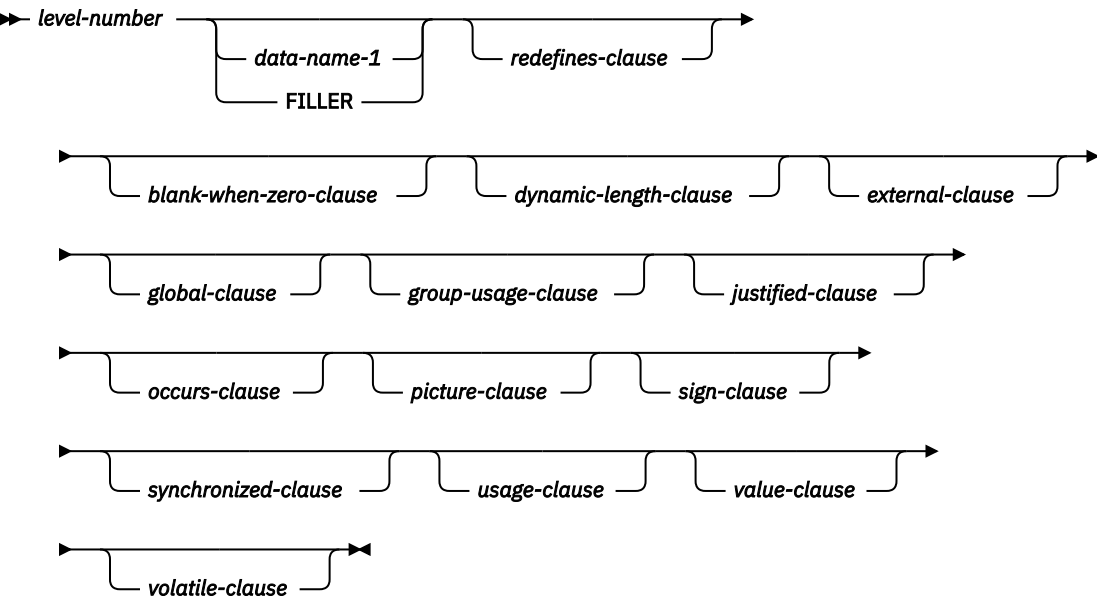 level-number
data-name-1 redefines-clause
FILLER
blank-when-zero-clause dynamic-length-clause external-clause
global-clause group-usage-clause justified-clause
occurs-clause picture-clause sign-clause
synchronized-clause usage-clause value-clause
volatile-clause